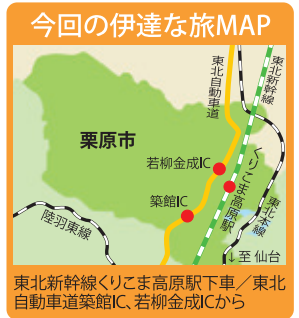 今回の伊達な旅MAP
東北新幹線
東北自動車道
栗原市
若柳金成IC
くりこま高原駅
築館IC
東北本線
陸羽東線
↓至 仙台
東北新幹線くりこま高原駅下車／東北
自動車道築館IC、若柳金成ICから